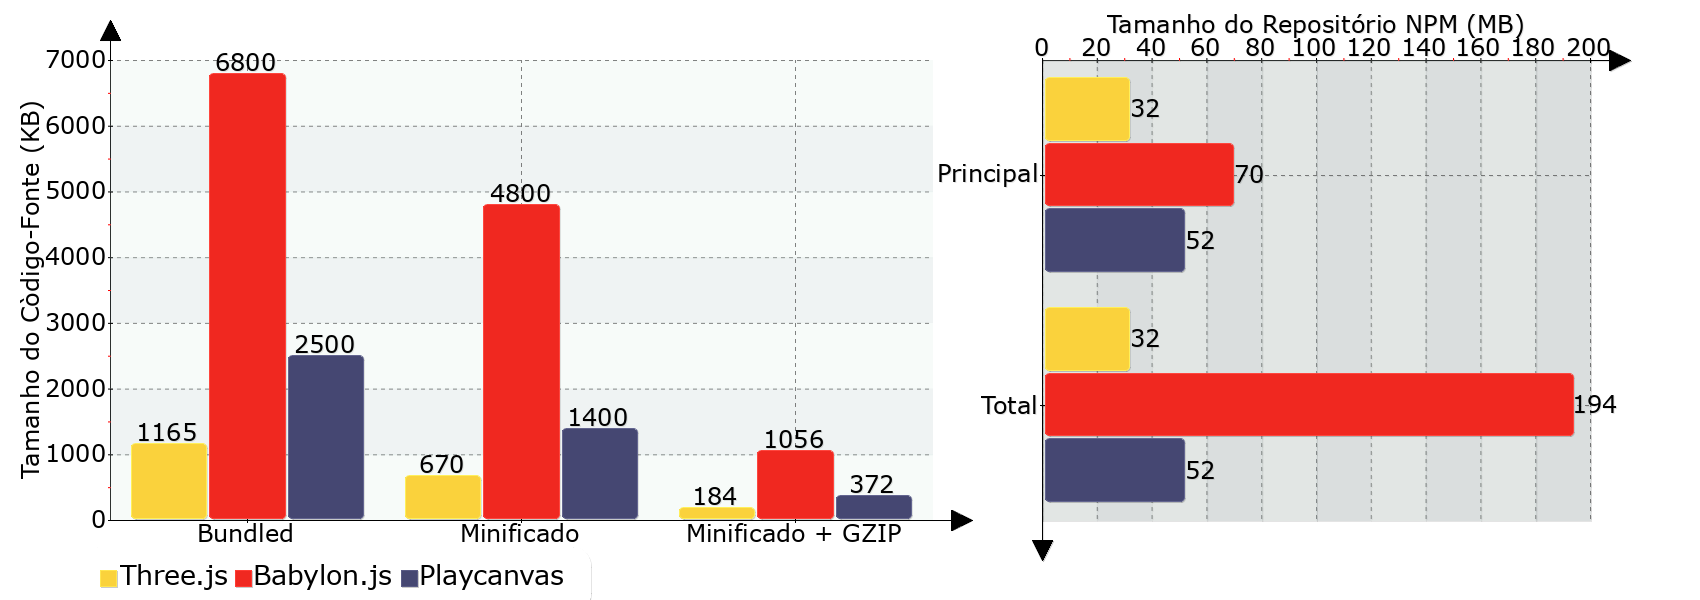 Tamanho do Còdigo-Fonte (KB)
7000
6000
5000
4000
3000
2000
1000
0
1165
6800
2500
670
4800
1400
184
1056
372
Bundled
Minificado
Minificado + GZIP
Three.js
Babylon.js
Playcanvas
Tamanho do Repositório NPM (MB)
0 20 40 60 80 100 120 140 160 180 200
Principal
32
70
52
Total
32
194
52